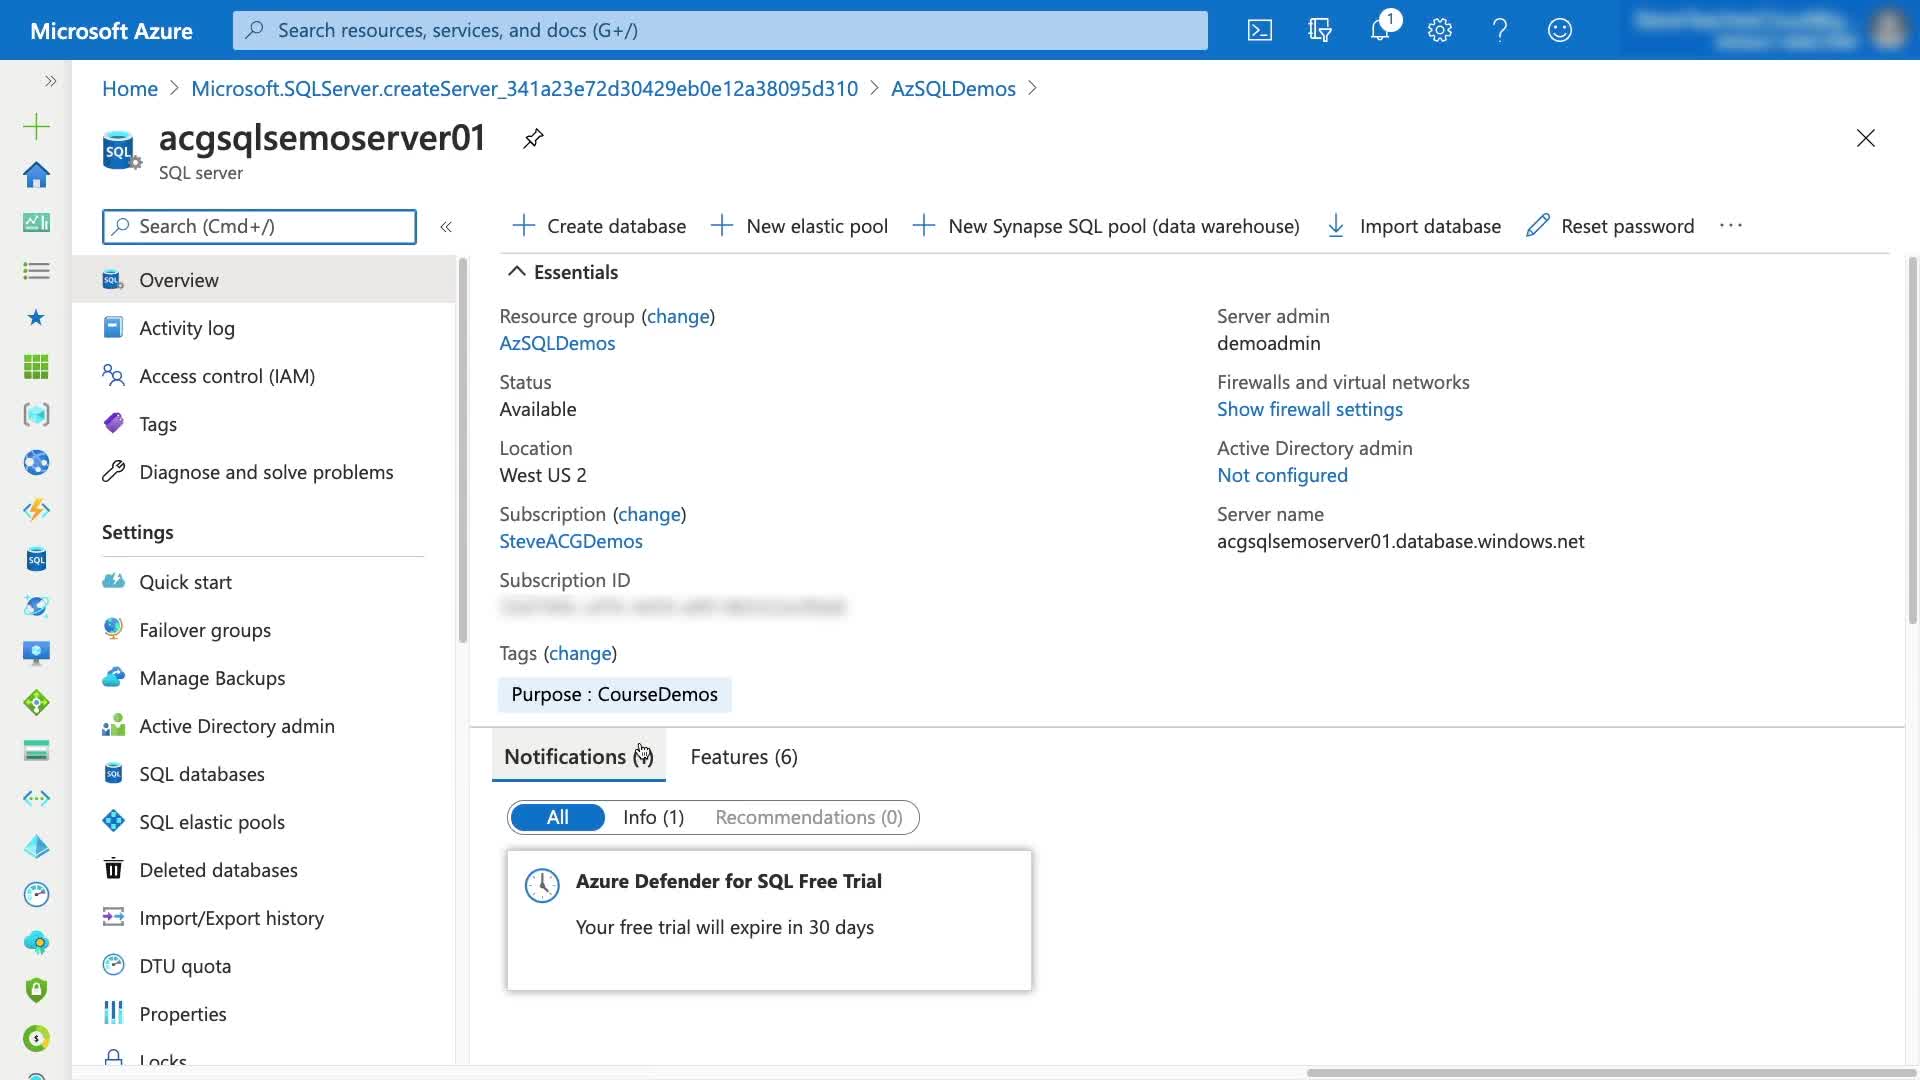 Microsoft Azure
Search resources, services, and docs (G+/)
1
Home > Microsoft.SQLServer.createServer_341a23e72d30429eb0e12a38095d310 > AzSQLDemos >
acgsqlsemoserver01
SQL server
Search (Cmd+/)
Create database
New elastic pool
New Synapse SQL pool (data warehouse)
Import database
Reset password
Overview
Activity log
Access control (IAM)
Tags
Diagnose and solve problems
Settings
Quick start
Failover groups
Manage Backups
Active Directory admin
SQL databases
SQL elastic pools
Deleted databases
Import/Export history
DTU quota
Properties
Locks
Essentials
Resource group (change)
AzSQLDemos
Status
Available
Location
West US 2
Subscription (change)
SteveACGDemos
Subscription ID
Tags (change)
Purpose : CourseDemos
Server admin
demoadmin
Firewalls and virtual networks
Show firewall settings
Active Directory admin
Not configured
Server name
acgsqlsemoserver01.database.windows.net
Notifications
Features (6)
All
Info (1)
Recommendations (0)
Azure Defender for SQL Free Trial
Your free trial will expire in 30 days